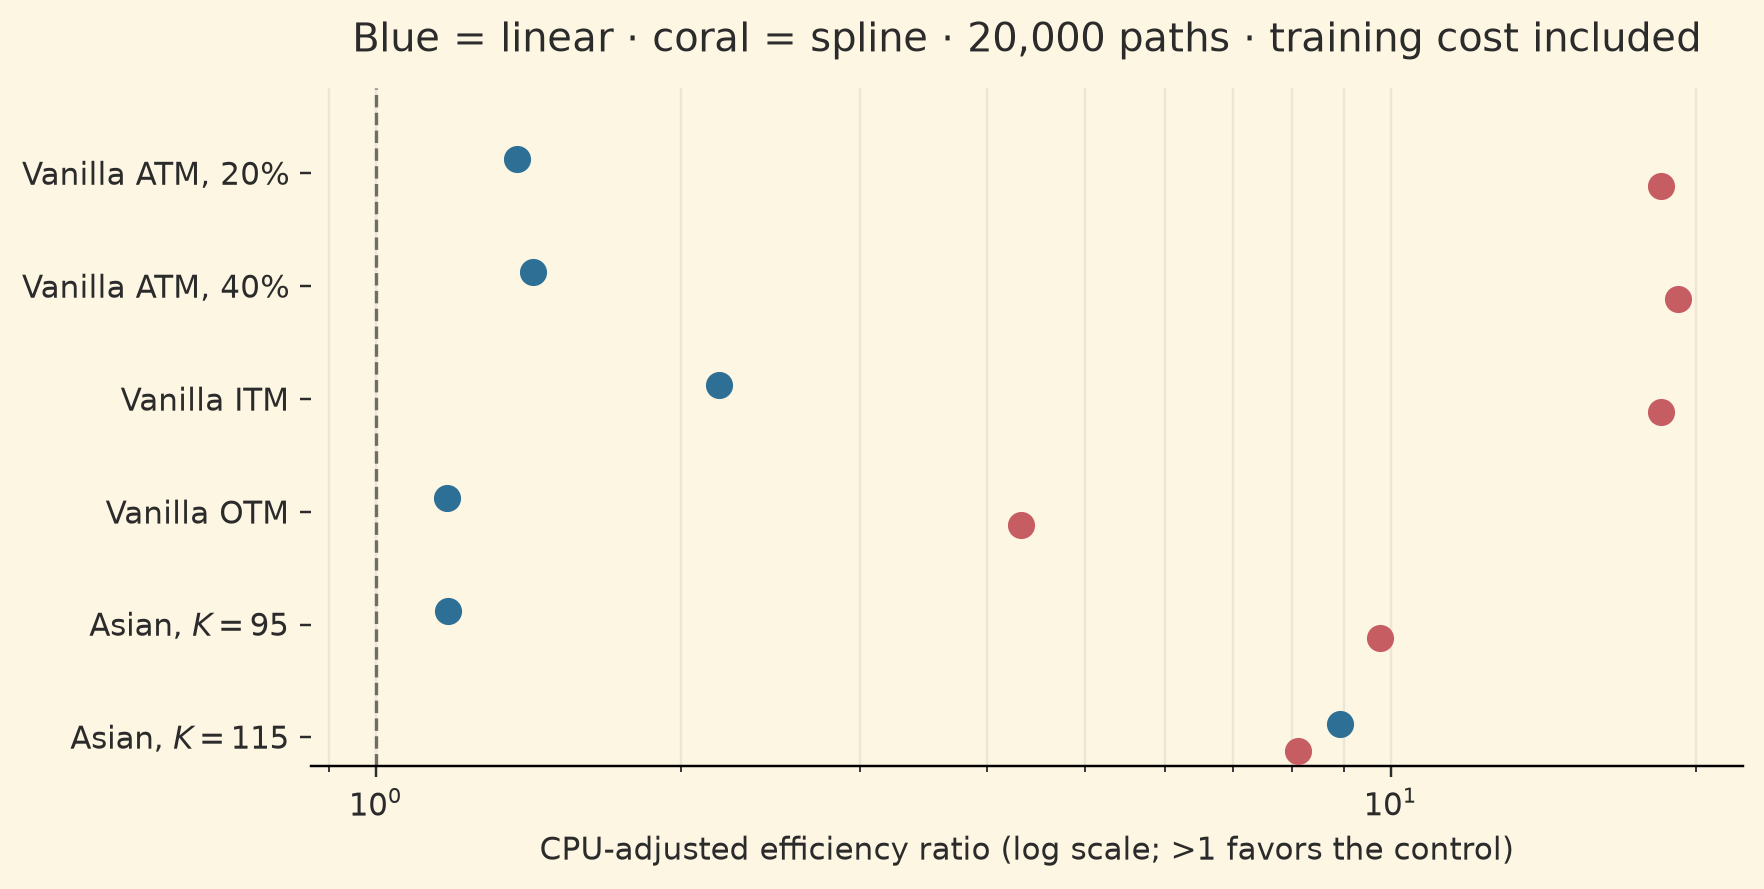 Blue = linear · coral = spline · 20,000 paths · training cost included
Vanilla ATM, 20%
Vanilla ATM, 40%
Vanilla ITM
Vanilla OTM
Asian, K = 95
Asian, K = 115
10⁰ 10¹
CPU-adjusted efficiency ratio (log scale; >1 favors the control)